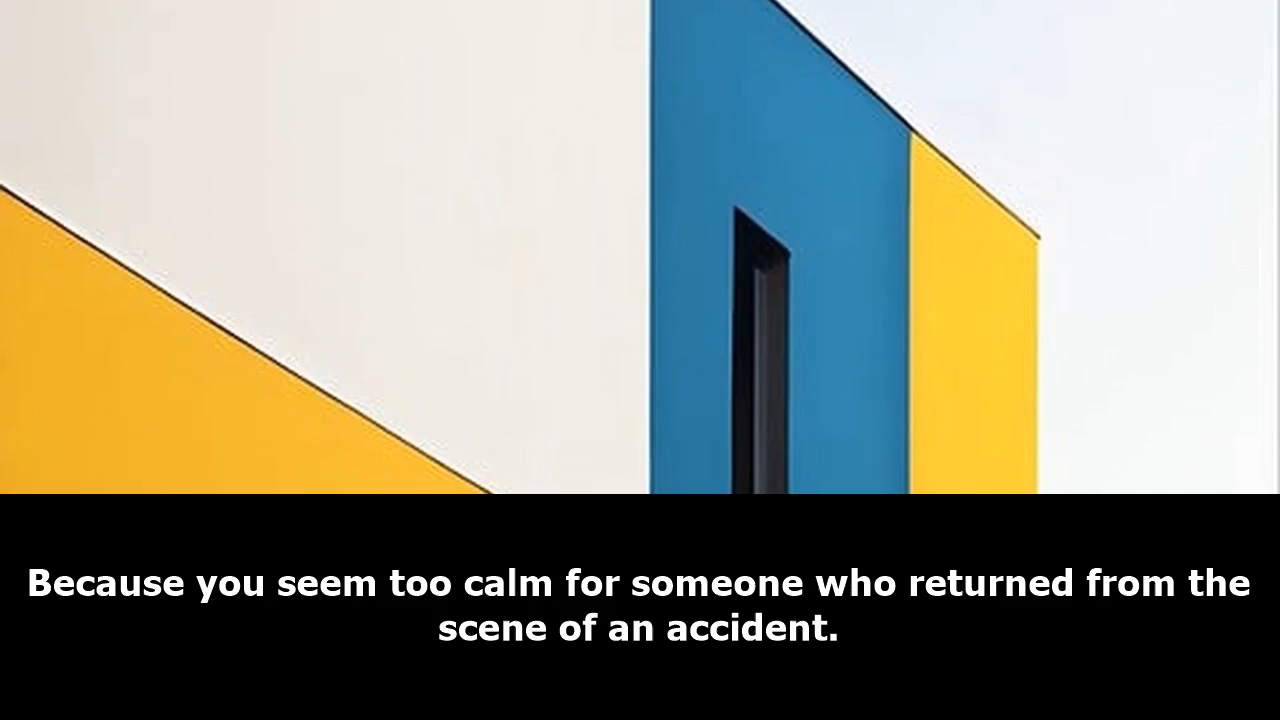 Because you seem too calm for someone who returned from the
scene of an accident.